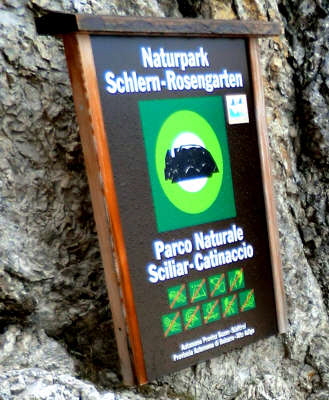 Naturpark
Schlern-Rosengarten
Parco Naturale
Sciliar-Catinaccio
Autonome Provinz Bozen-Südtirol
Provincia Autonoma di Bolzano-Alto Adige